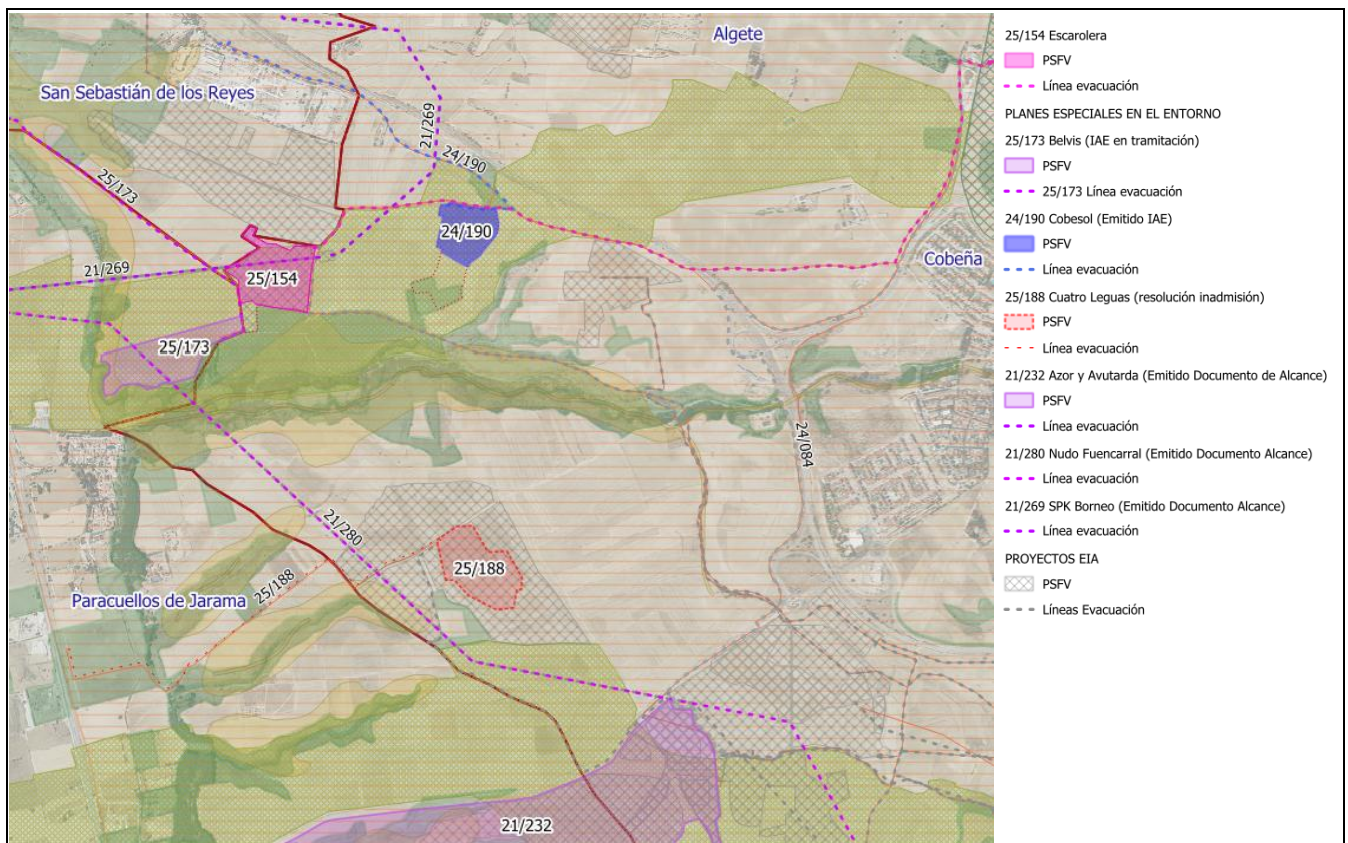 Algete
San Sebastián de los Reyes
21/269
24/190
25/173
24/190
21/269
25/154
Cobeña
25/173
24/084
21/280
25/188
25/188
Paracuellos de Jarama
21/232
25/154 Escarolera
PSFV
Línea evacuación
PLANES ESPECIALES EN EL ENTORNO
25/173 Belvis (IAE en tramitación)
PSFV
25/173 Línea evacuación
24/190 Cobesol (Emitido IAE)
PSFV
Línea evacuación
25/188 Cuatro Leguas (resolución inadmisión)
PSFV
Línea evacuación
21/232 Azor y Avutarda (Emitido Documento de Alcance)
PSFV
Línea evacuación
21/280 Nudo Fuencarral (Emitido Documento Alcance)
Línea evacuación
21/269 SPK Borneo (Emitido Documento Alcance)
Línea evacuación
PROYECTOS EIA
PSFV
Líneas Evacuación